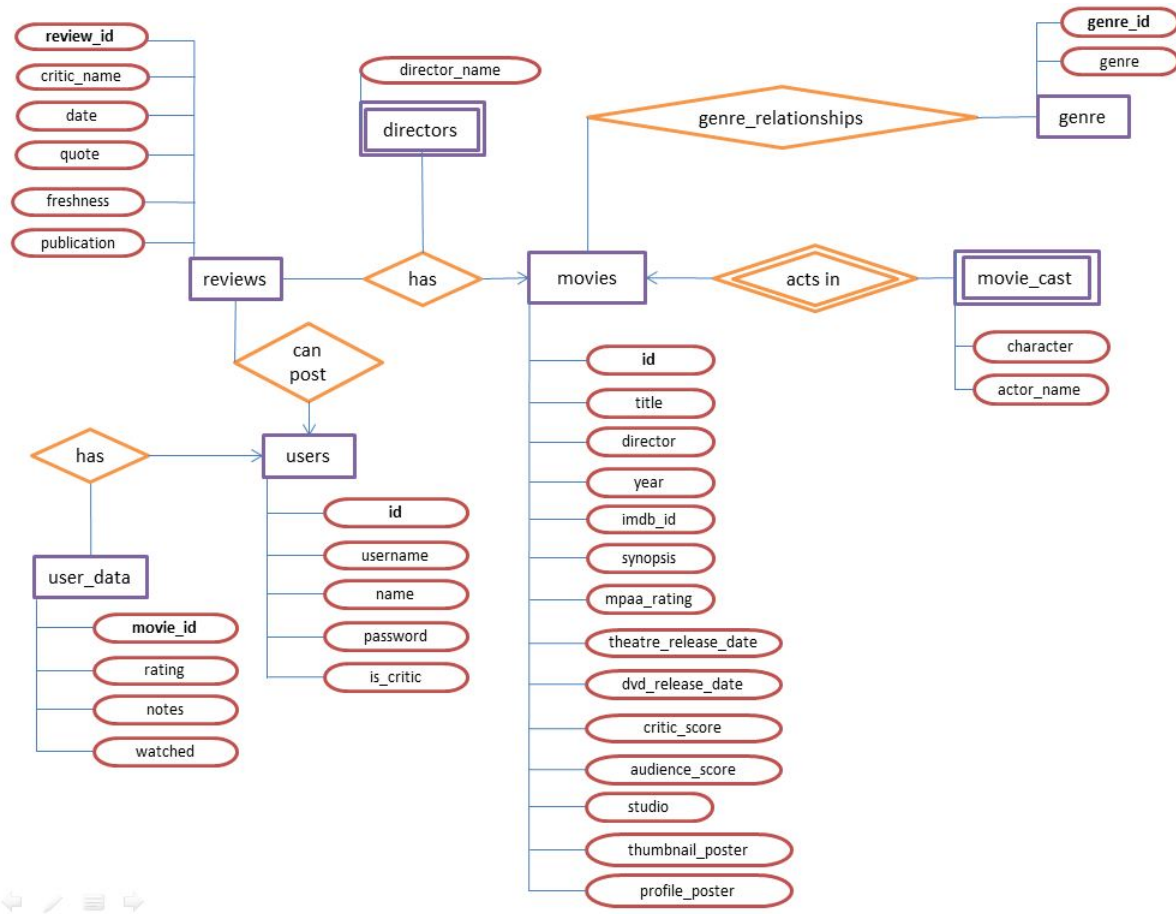 review_id
critic_name
date
quote
freshness
publication
reviews
director_name
directors
has
genre_relationships
genre_id
genre
genre
movies
acts in
movie_cast
character
actor_name
can
post
has
users
id
username
name
password
is_critic
user_data
movie_id
rating
notes
watched
id
title
director
year
imdb_id
synopsis
mpaa_rating
theatre_release_date
dvd_release_date
critic_score
audience_score
studio
thumbnail_poster
profile_poster